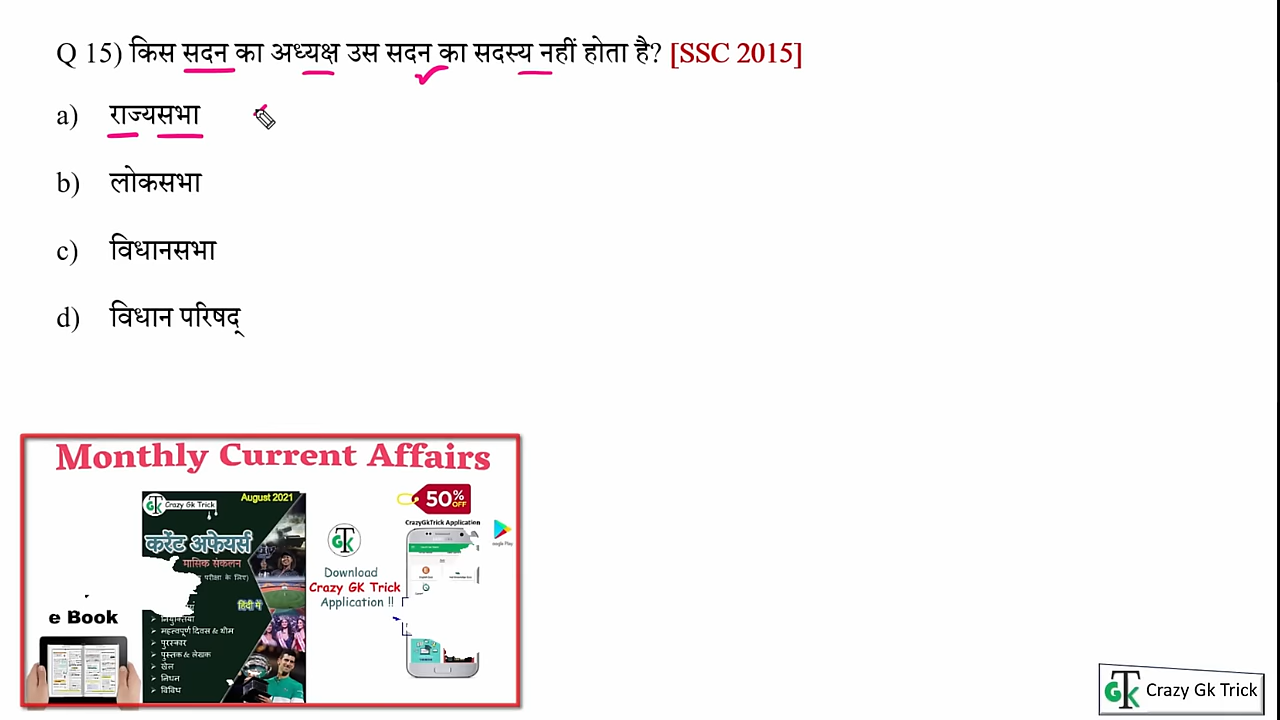 Q 15) किस सदन का अध्यक्ष उस सदन का सदस्य नहीं होता है? [SSC 2015]
a) राज्यसभा
b) लोकसभा
c) विधानसभा
d) विधान परिषद्
Monthly Current Affairs
Crazy Gk Trick
August 2021
करेंट अफेयर्स
मासिक संकलन
परीक्षा के लिए)
हिंदी में
नियुक्तियां
महत्वपूर्ण दिवस & थीम
पुरस्कार
पुस्तक & लेखक
खेल
निधन
विविध
e Book
Download
Crazy GK Trick
Application !!
50% OFF
CrazyGkTrick Application
Crazy Gk Trick